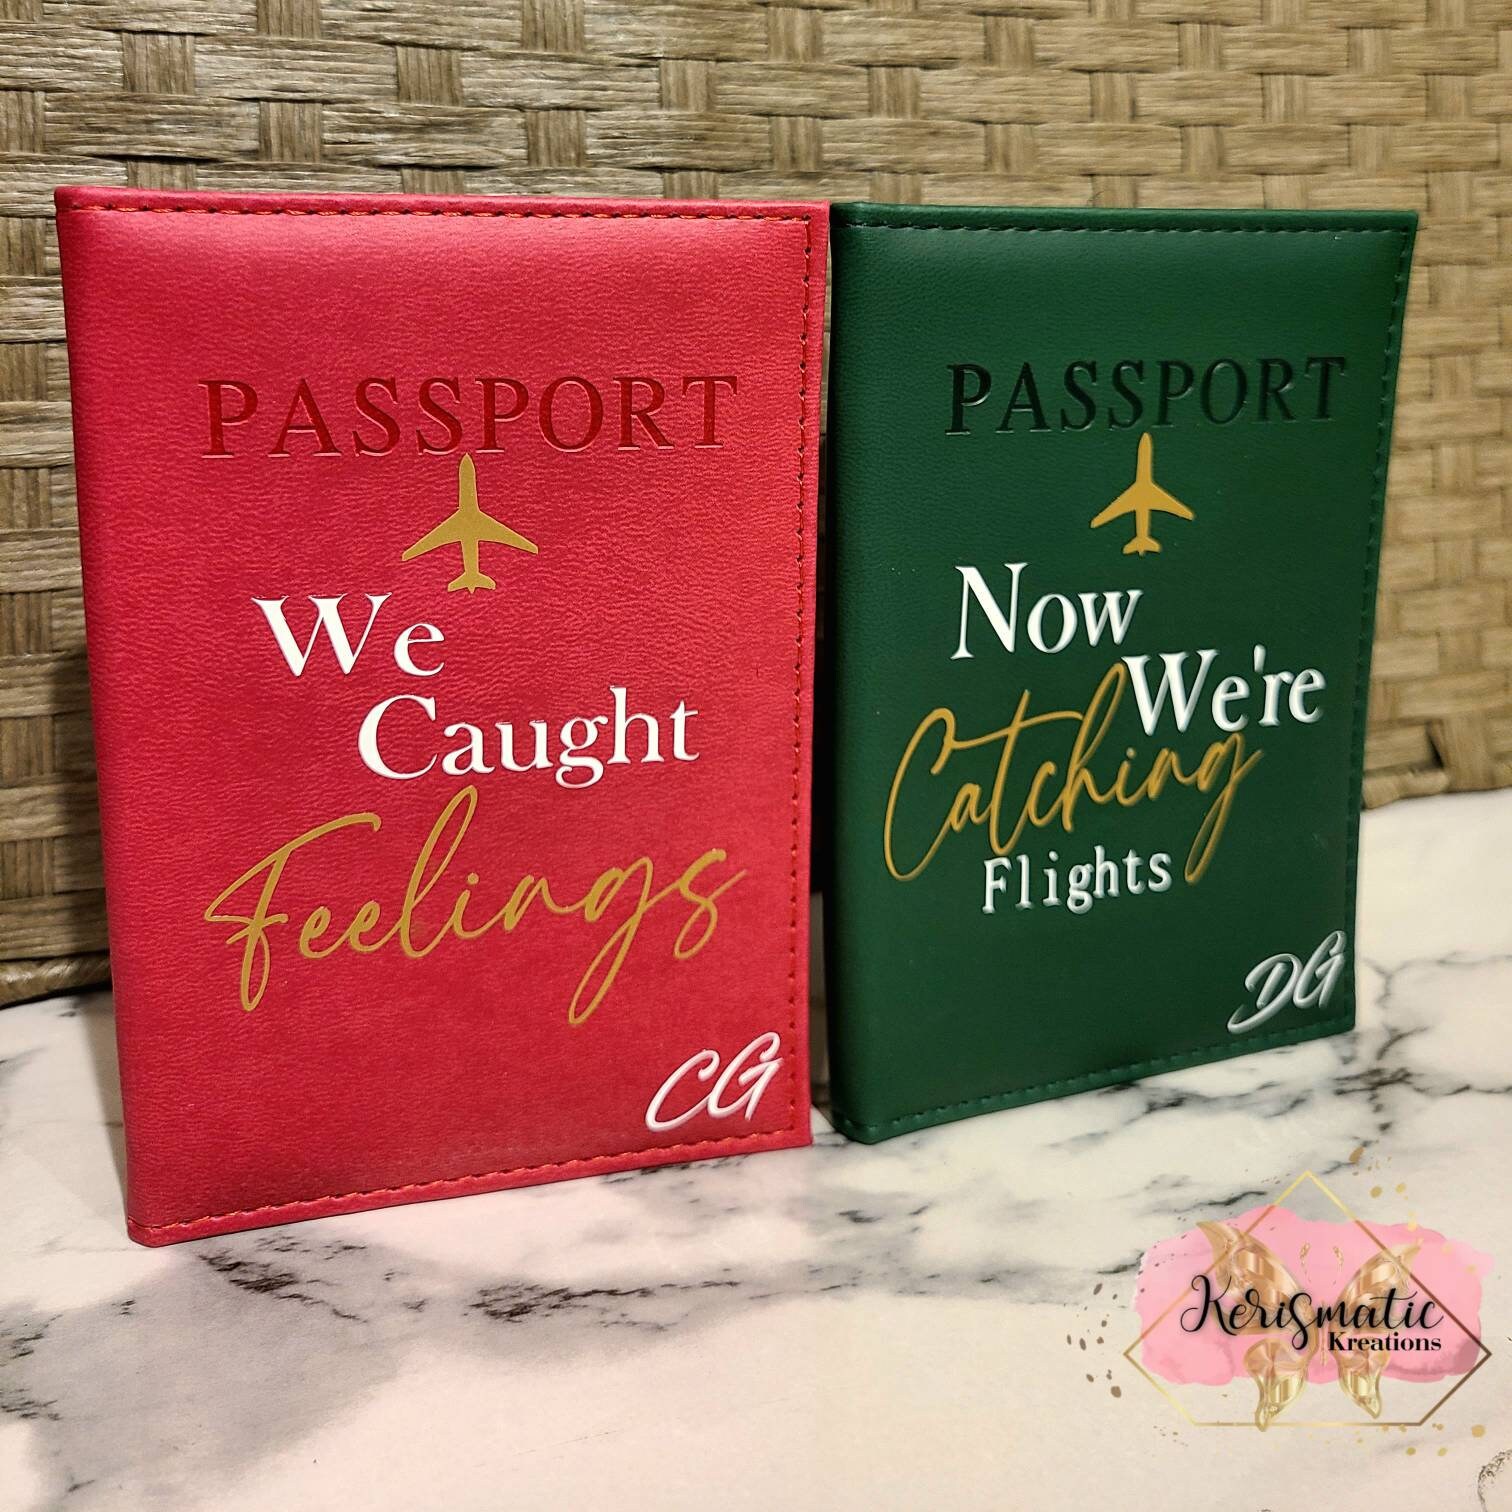 PASSPORT
We
Caught
Feelings
CG
PASSPORT
Now
We're
Catching
Flights
DG
Kerismatic
Kreations